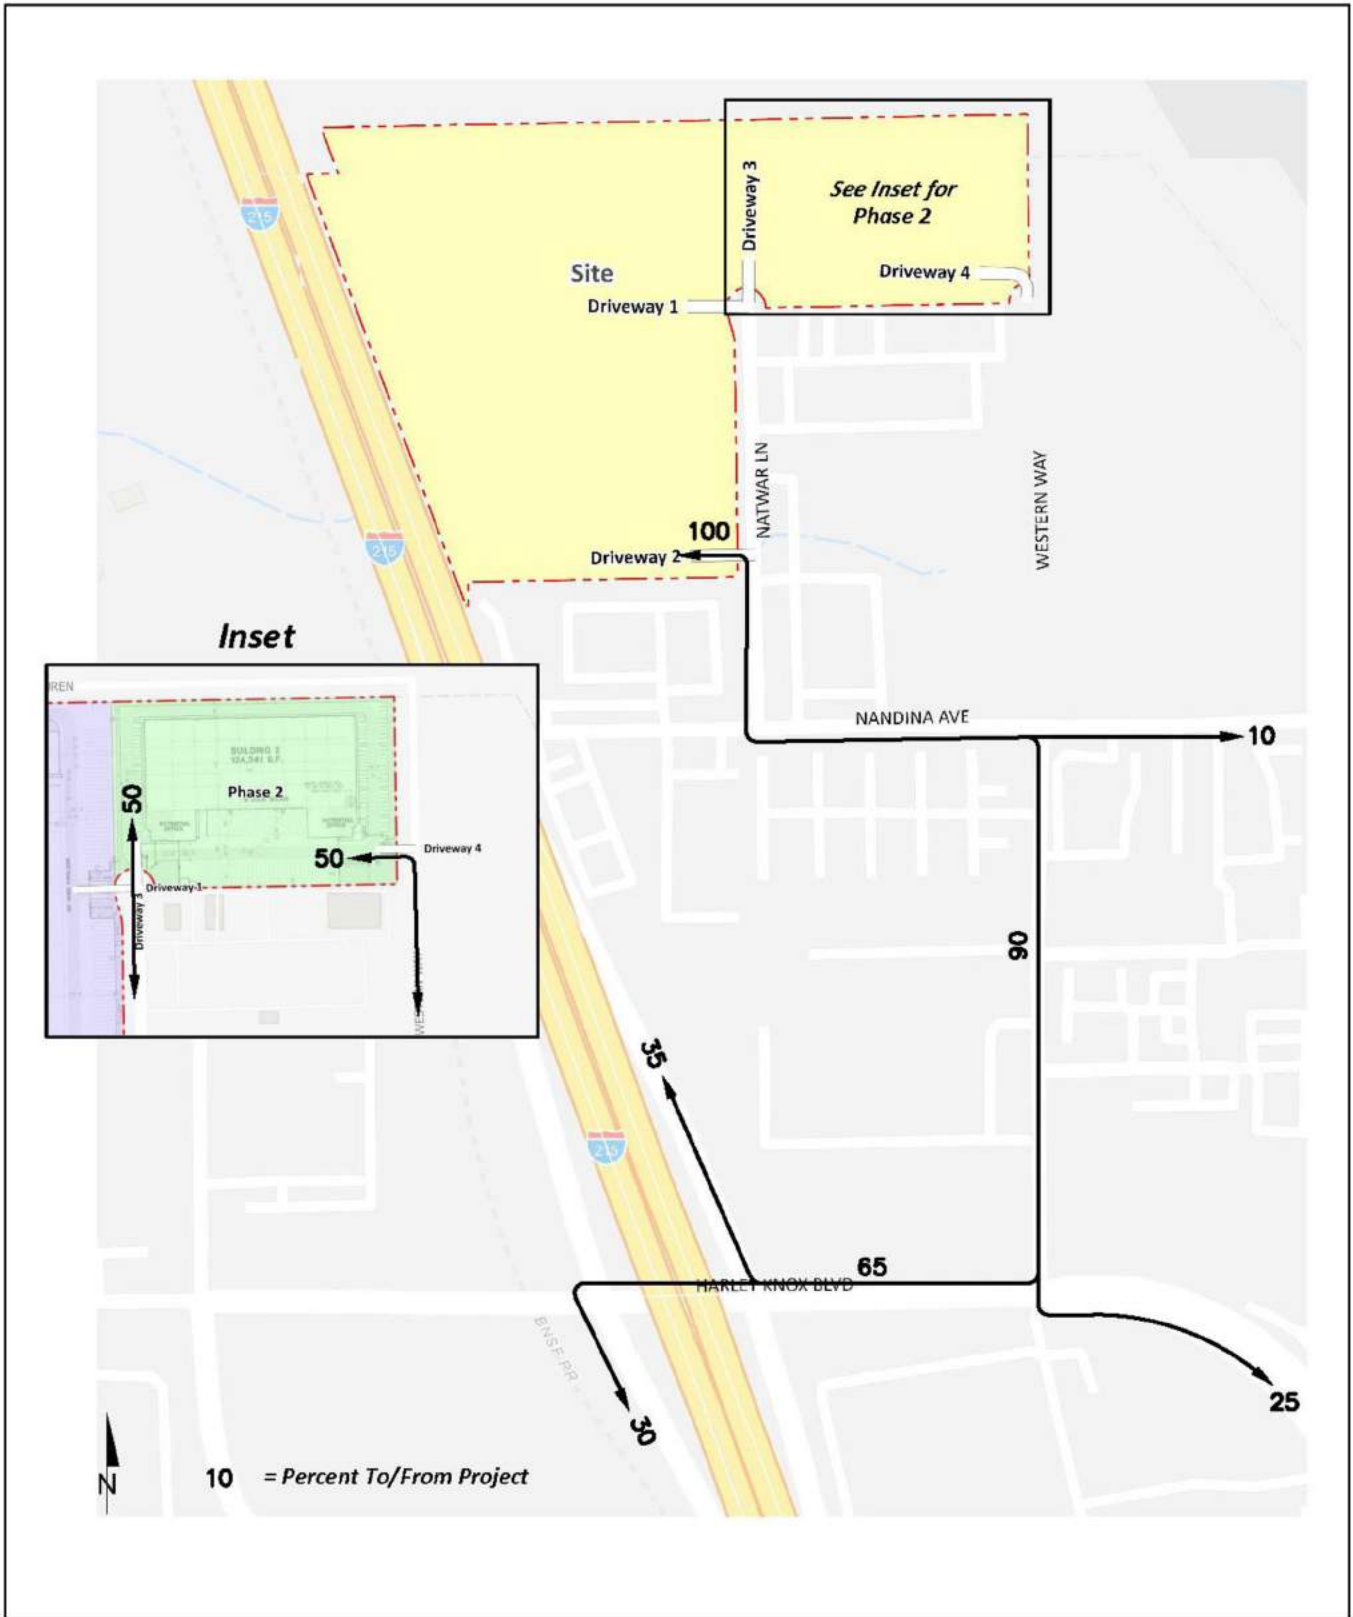 215
See Inset for
Phase 2
Driveway 3
Driveway 4
Site
Driveway 1
NATWAR LN
WESTERN WAY
100
Driveway 2
215
Inset
NANDINA AVE
10
BUILDING 2
Phase 2
50
50
Driveway 4
Driveway 1
Driveway 3
90
35
215
65
HARLEY KNOX BLVD
BNSF RR
30
25
N
10 = Percent To/From Project